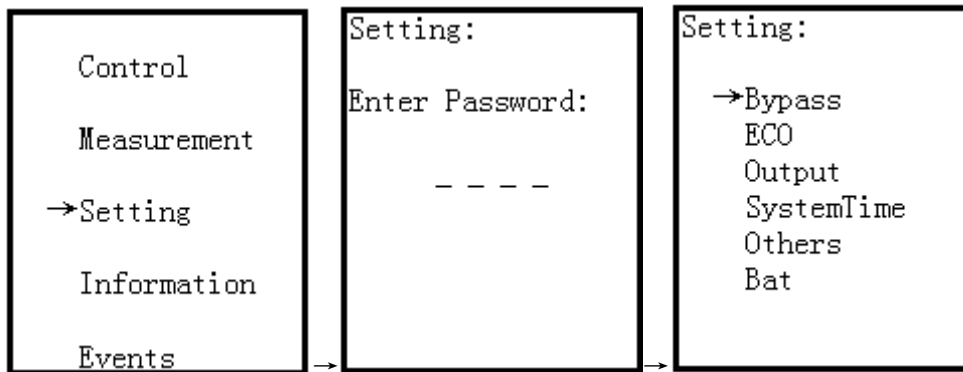 Control
Measurement
→Setting
Information
Events
→
Setting:
Enter Password:
_ _ _ _
→
Setting:
→Bypass
ECO
Output
SystemTime
Others
Bat